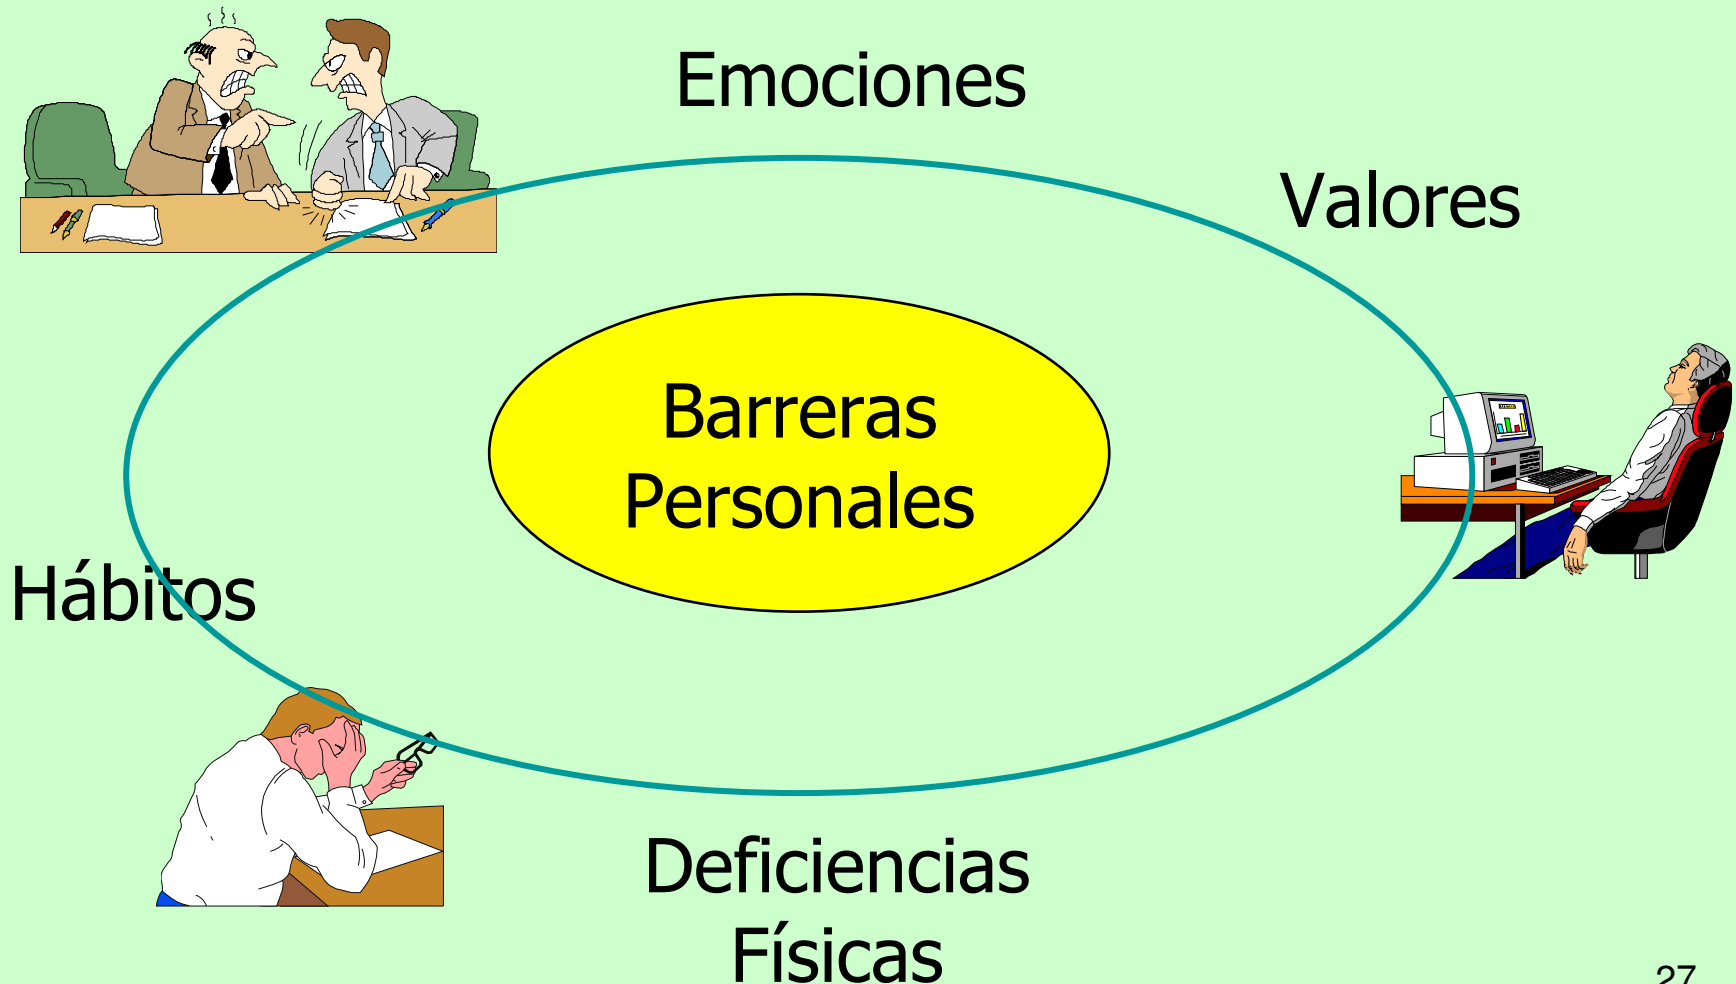 Emociones
Valores
Barreras
Personales
Hábitos
Deficiencias
Físicas
27